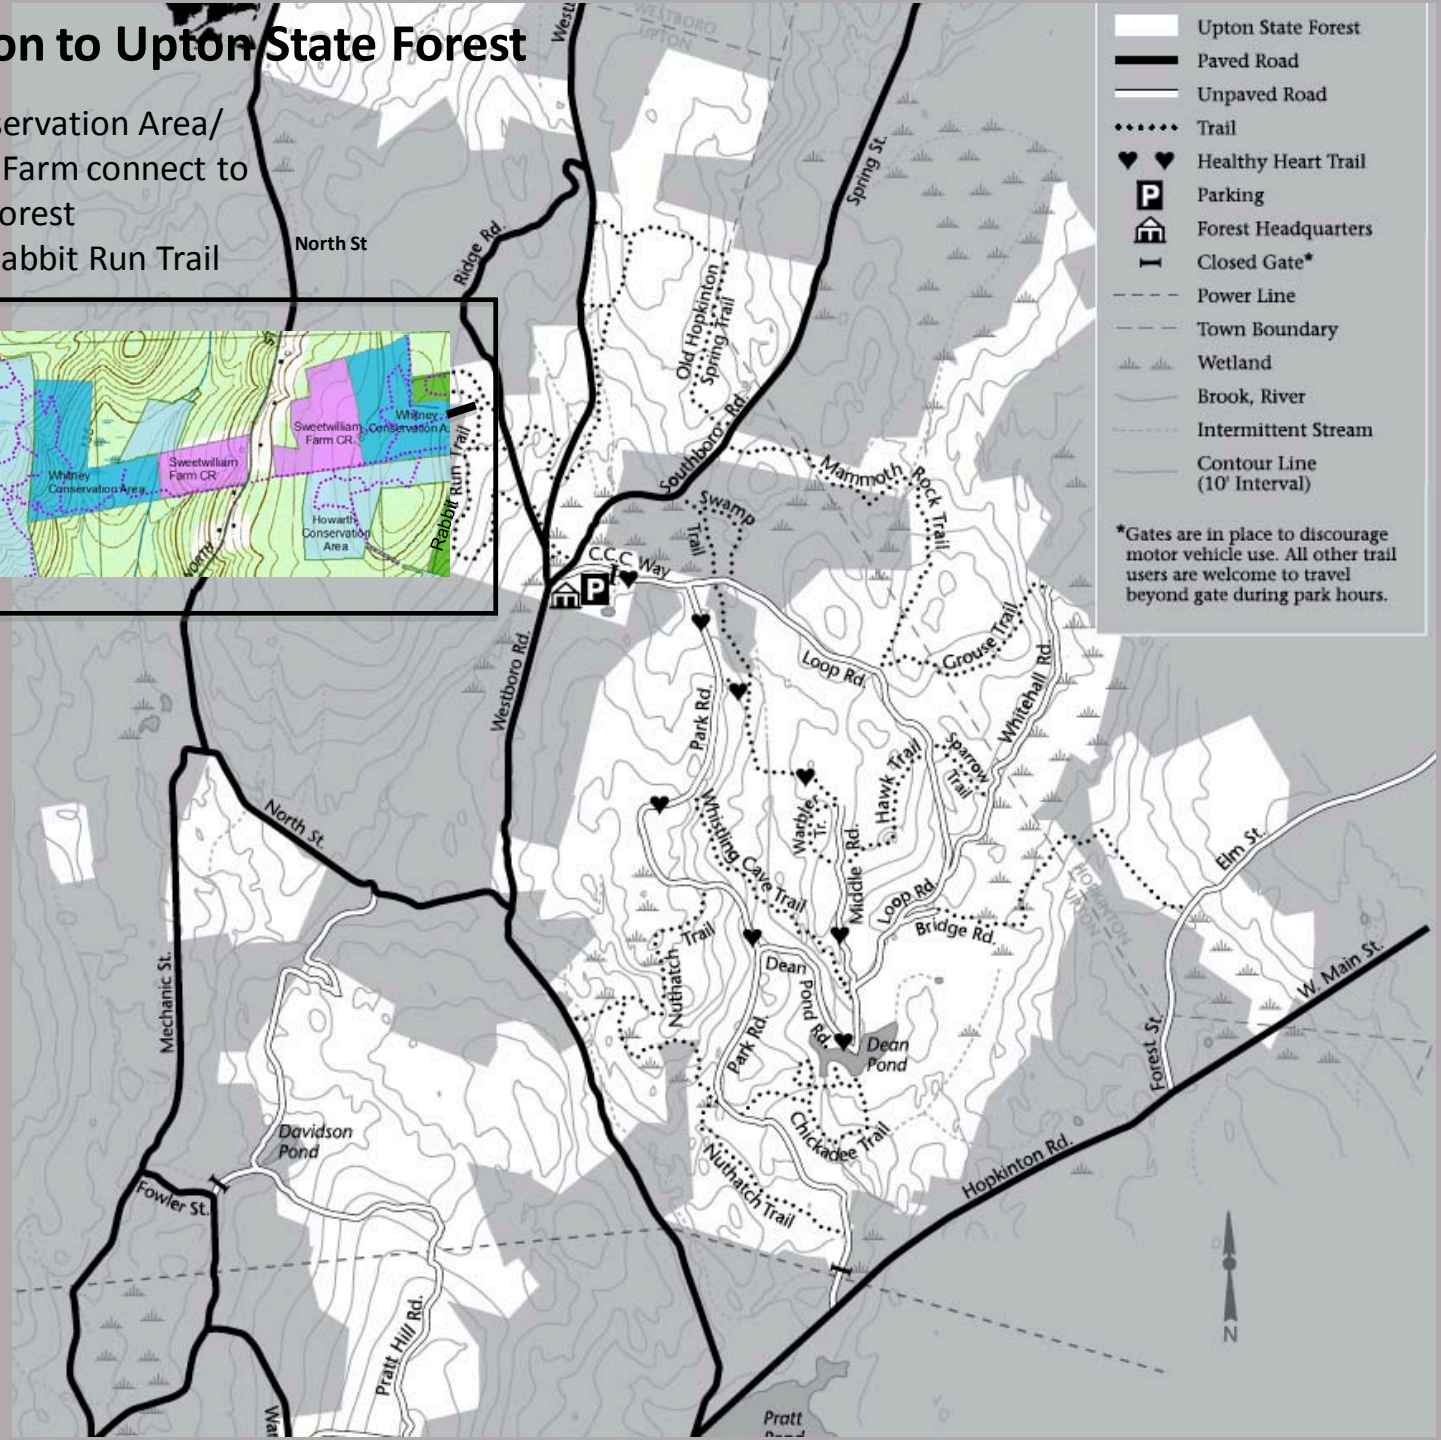 on to Upton State Forest
servation Area/
Farm connect to
orest
abbit Run Trail
North St
WESTBORO
UPTON
Spring St.
Ridge Rd.
Old Hopkinton
Spring Trail
Southboro Rd.
Upton State Forest
Paved Road
Unpaved Road
Trail
Healthy Heart Trail
P Parking
Forest Headquarters
Closed Gate*
Power Line
Town Boundary
Wetland
Brook, River
Intermittent Stream
Contour Line
(10' Interval)
*Gates are in place to discourage
motor vehicle use. All other trail
users are welcome to travel
beyond gate during park hours.
Whitney
Conservation A.
Sweetwilliam
Farm CR
Sweetwilliam
Farm CR
Whitney
Conservation Area
Howarth
Conservation
Area
NORTH
Rabbit Run Trail
Mammoth Rock Trail
Swamp
Trail
C.C.C. Way
P
Westboro Rd.
Loop Rd.
Grouse Trail
Whitehall Rd.
Park Rd.
Sparrow
Trail
Hawk Trail
Warbler
Tr.
Middle Rd.
Whistling Cave Trail
Loop Rd.
Bridge Rd.
HOPKINTON
UPTON
Elm St.
North St.
Mechanic St.
Nuthatch Trail
Dean Pond Rd.
Park Rd.
Dean
Pond
W. Main St.
Forest St.
Chickadee Trail
Nuthatch Trail
Hopkinton Rd.
Davidson
Pond
Fowler St.
Pratt Hill Rd.
N
Pratt
Pond